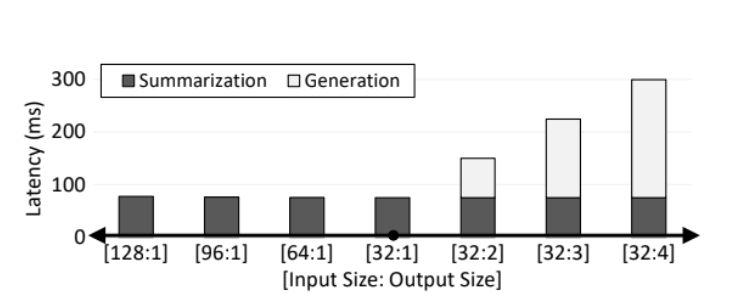 Summarization Generation
Latency (ms)
300
200
100
0
[128:1] [96:1] [64:1] [32:1] [32:2] [32:3] [32:4]
[Input Size: Output Size]